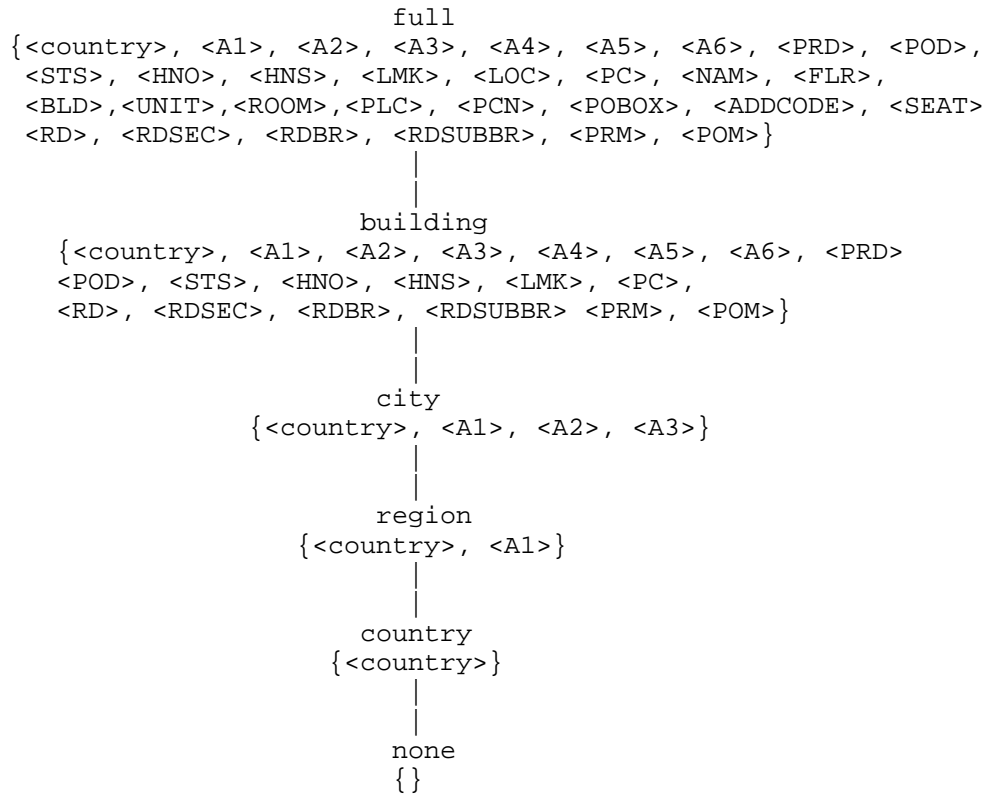 full
{<country>, <A1>, <A2>, <A3>, <A4>, <A5>, <A6>, <PRD>, <POD>,
<STS>, <HNO>, <HNS>, <LMK>, <LOC>, <PC>, <NAM>, <FLR>,
<BLD>,<UNIT>,<ROOM>,<PLC>, <PCN>, <POBOX>, <ADDCODE>, <SEAT>
<RD>, <RDSEC>, <RDBR>, <RDSUBBR>, <PRM>, <POM>}
building
{<country>, <A1>, <A2>, <A3>, <A4>, <A5>, <A6>, <PRD>
<POD>, <STS>, <HNO>, <HNS>, <LMK>, <PC>,
<RD>, <RDSEC>, <RDBR>, <RDSUBBR> <PRM>, <POM>}
city
{<country>, <A1>, <A2>, <A3>}
region
{<country>, <A1>}
country
{<country>}
none
{}